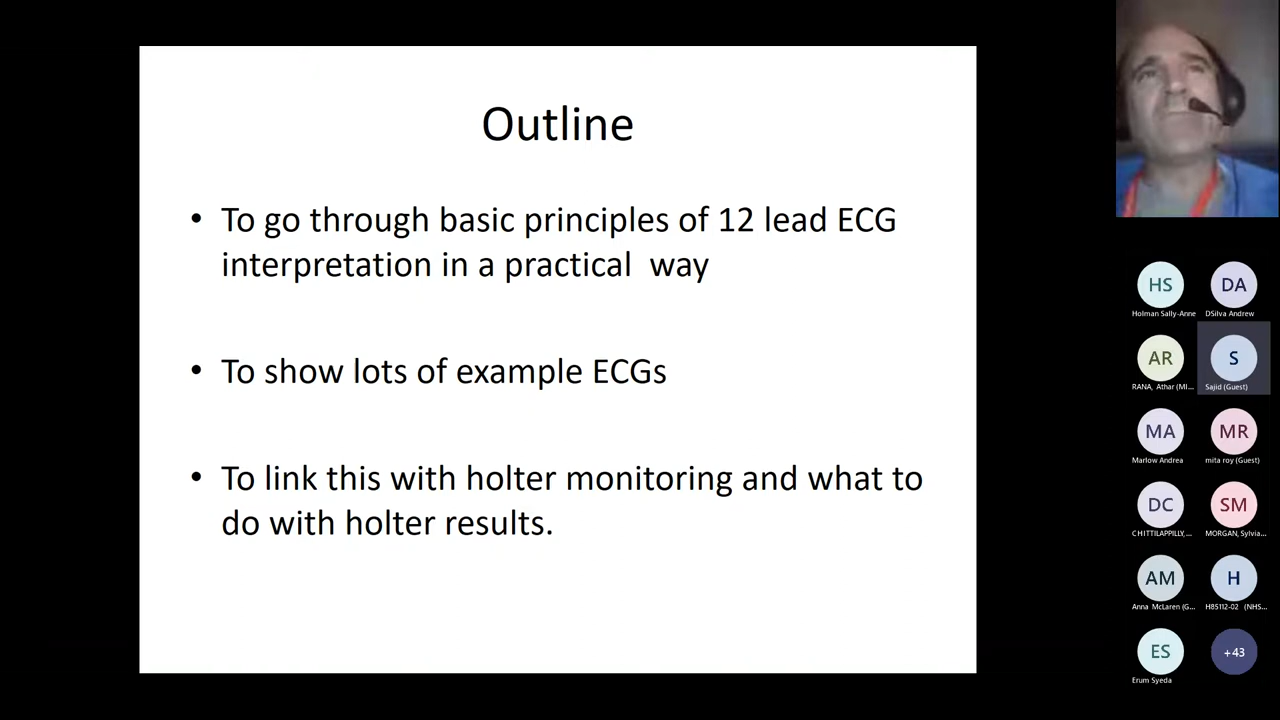 Outline
• To go through basic principles of 12 lead ECG
interpretation in a practical  way
• To show lots of example ECGs
• To link this with holter monitoring and what to
do with holter results.
HS
DA
Holman Sally-Anne
DSilva Andrew
AR
S
RANA, Athar (MI...
Sajid (Guest)
MA
MR
Marlow Andrea
mita roy (Guest)
DC
SM
CHITTILAPPILLY,...
MORGAN, Sylvia...
AM
H
Anna McLaren (G...
H85112-02 (NHS...
ES
+43
Erum Syeda